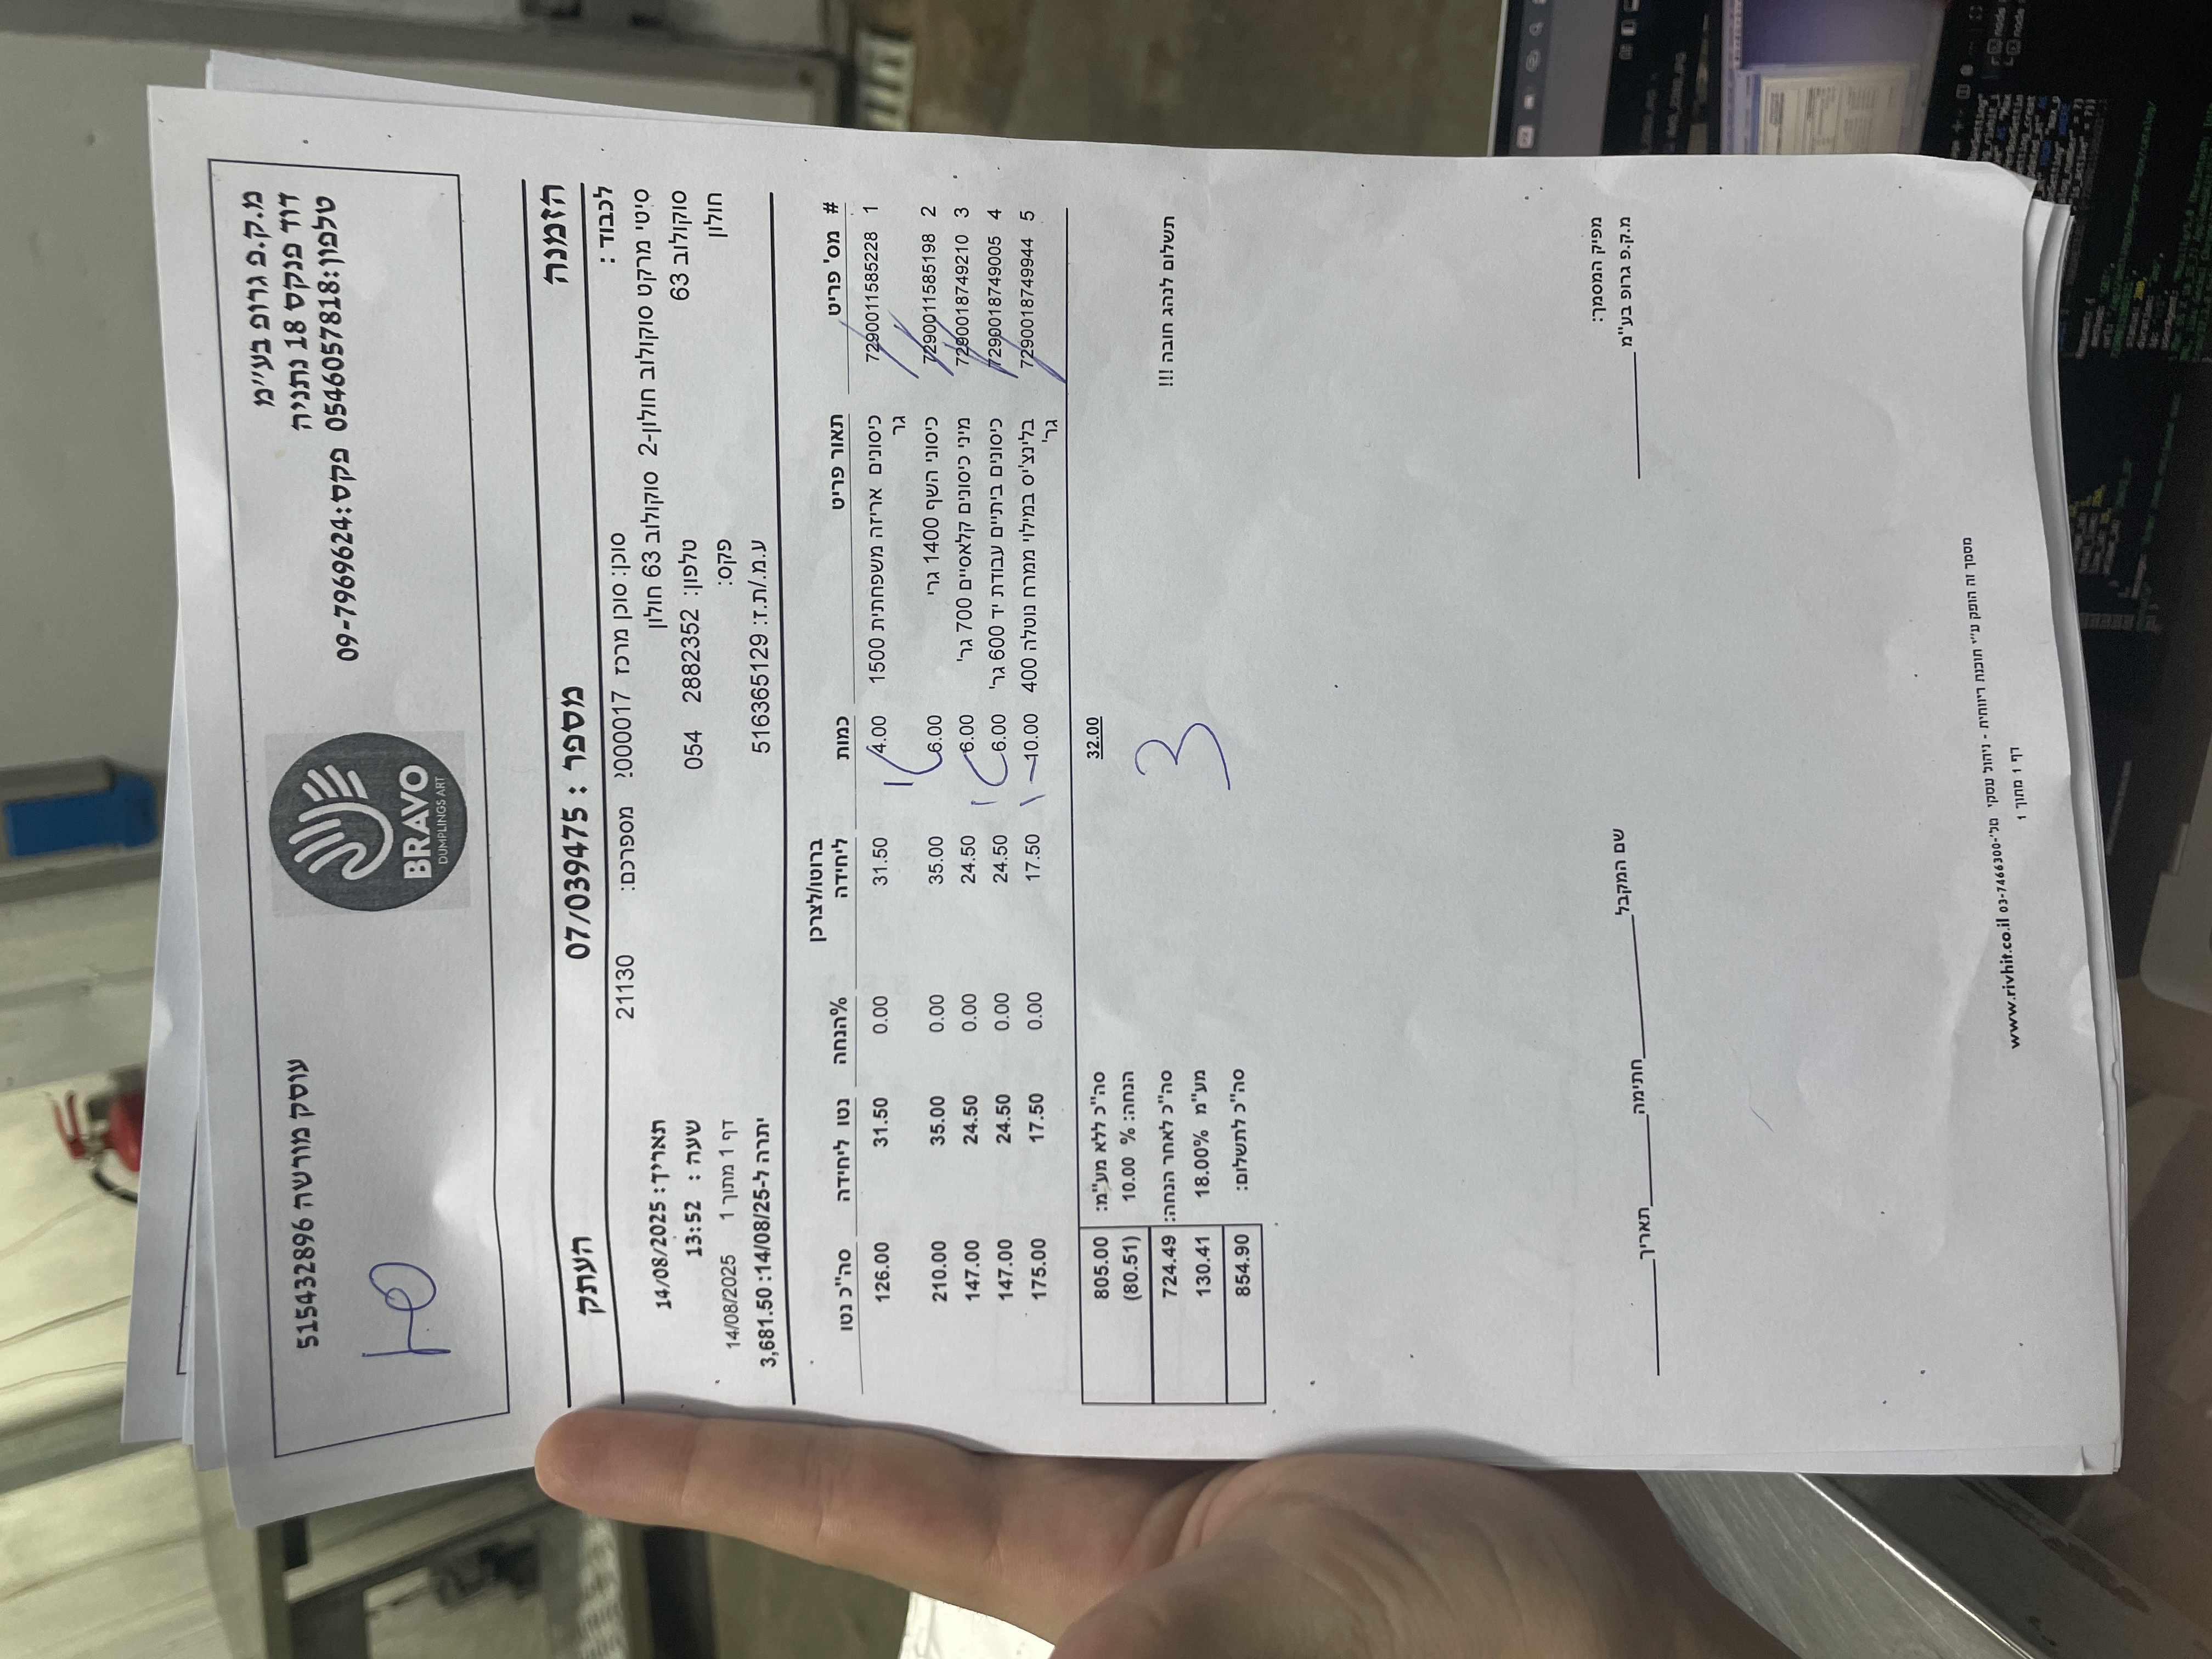 מ.ק.פ גרופ בע"מ
דוד פנקס 18 נתניה
טלפון:0546057818 פקס:09-7969624
BRAVO
DUMPLINGS ART
עוסק מורשה 515432896
Ю
הזמנה מספר : 07/039475 העתק
לכבוד :
סוכן: סוכן מרכז 2000017 מספרכם: 21130
סיטי מרקט סוקולוב חולון-2 סוקולוב 63 חולון
תאריך: 14/08/2025
סוקולוב 63 טלפון: 054 2882352
שעה : 13:52
חולון פקס:
דף 1 מתוך 1 14/08/2025
ע.מ./ת.ז: 516365129
יתרה ל-14/08/25: 3,681.50
# מס' פריט תאור פריט כמות ברוטו/לצרכן ליחידה %הנחה נטו ליחידה סה"כ נטו
1 7290011585228 כיסונים אריזה משפחתית 1500 4.00 31.50 0.00 31.50 126.00
גר
1
2 7290011585198 כיסוני השף 1400 גרי 6.00 35.00 0.00 35.00 210.00
3 7290018749210 מיני כיסונים קלאסיים 700 גר' 6.00 24.50 0.00 24.50 147.00
1
4 7290018749005 כיסונים ביתיים עבודת יד 600 גר' 6.00 24.50 0.00 24.50 147.00
5 7290018749944 בלינצ'יס במילוי ממרח נוטלה 400 10.00 1 17.50 0.00 17.50 175.00
גר'
32.00 סה"כ ללא מע"מ: 805.00
הנחה: % 10.00 (80.51)
תשלום לנהג חובה !!! 3 סה"כ לאחר הנחה: 724.49
מע"מ 18.00% 130.41
סה"כ לתשלום: 854.90
מפיק המסמך:
מ.ק.פ גרופ בע"מ
שם המקבל חתימה תאריך
מסמך זה הופק ע"י תוכנת ריווחית - ניהול עסקי טל'-03-7466300 www.rivhit.co.il
דף 1 מתוך 1